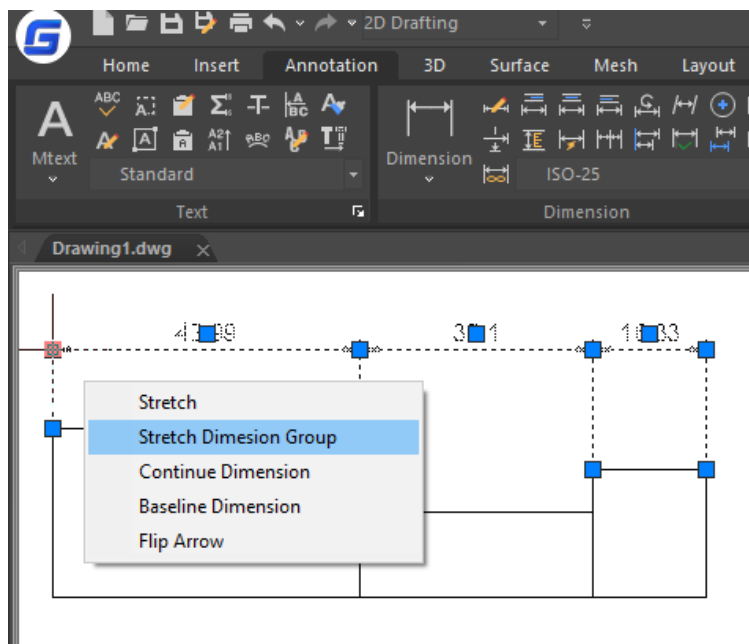 2D Drafting
Home Insert Annotation 3D Surface Mesh Layout
Mtext
Standard
Text
Dimension
ISO-25
Dimension
Drawing1.dwg
Stretch
Stretch Dimesion Group
Continue Dimension
Baseline Dimension
Flip Arrow